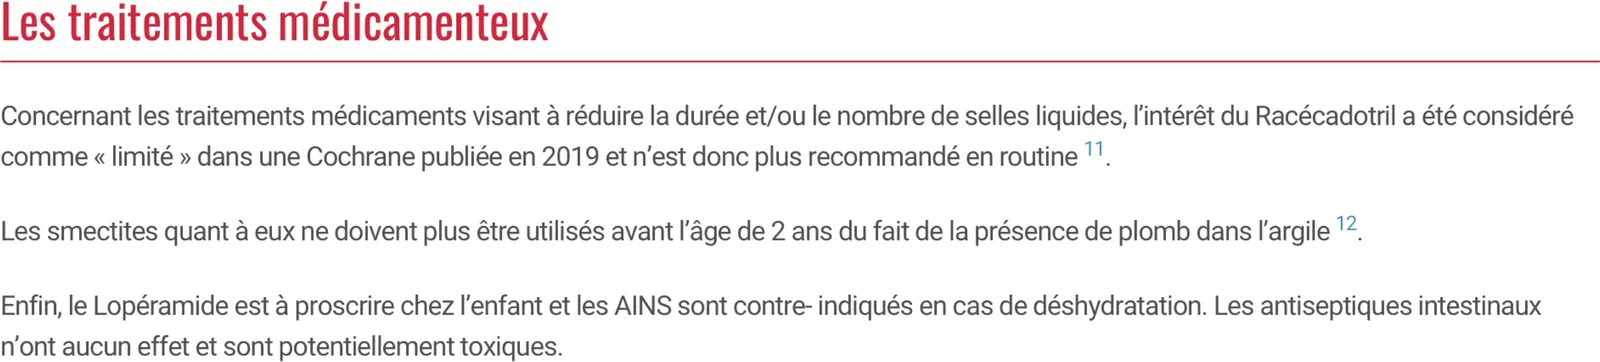 Les traitements médicamenteux
Concernant les traitements médicaments visant à réduire la durée et/ou le nombre de selles liquides, l’intérêt du Racécadotril a été considéré
comme « limité » dans une Cochrane publiée en 2019 et n’est donc plus recommandé en routine 11.
Les smectites quant à eux ne doivent plus être utilisés avant l’âge de 2 ans du fait de la présence de plomb dans l’argile 12.
Enfin, le Lopéramide est à proscrire chez l’enfant et les AINS sont contre- indiqués en cas de déshydratation. Les antiseptiques intestinaux
n’ont aucun effet et sont potentiellement toxiques.